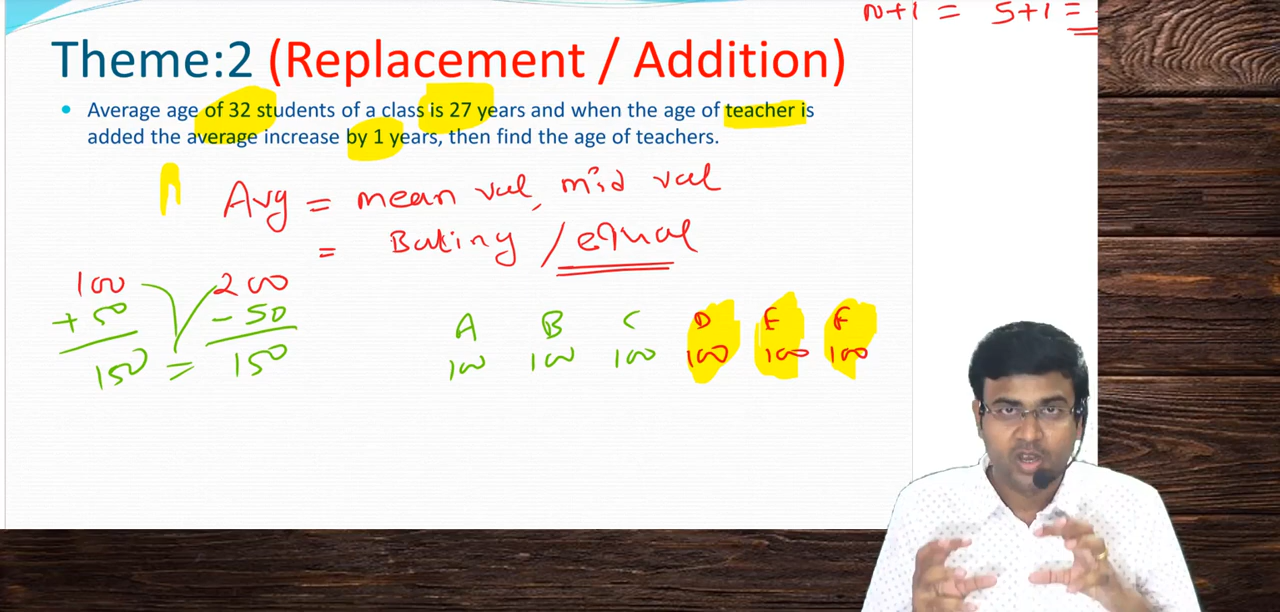 n+1 = 5+1 =
Theme:2 (Replacement / Addition)
• Average age of 32 students of a class is 27 years and when the age of teacher is
added the average increase by 1 years, then find the age of teachers.
Avg = mean val, mid val
= / equal
100 200
+ 50 - 50
150 = 150
A B C D E F
100 100 100 100 100 100